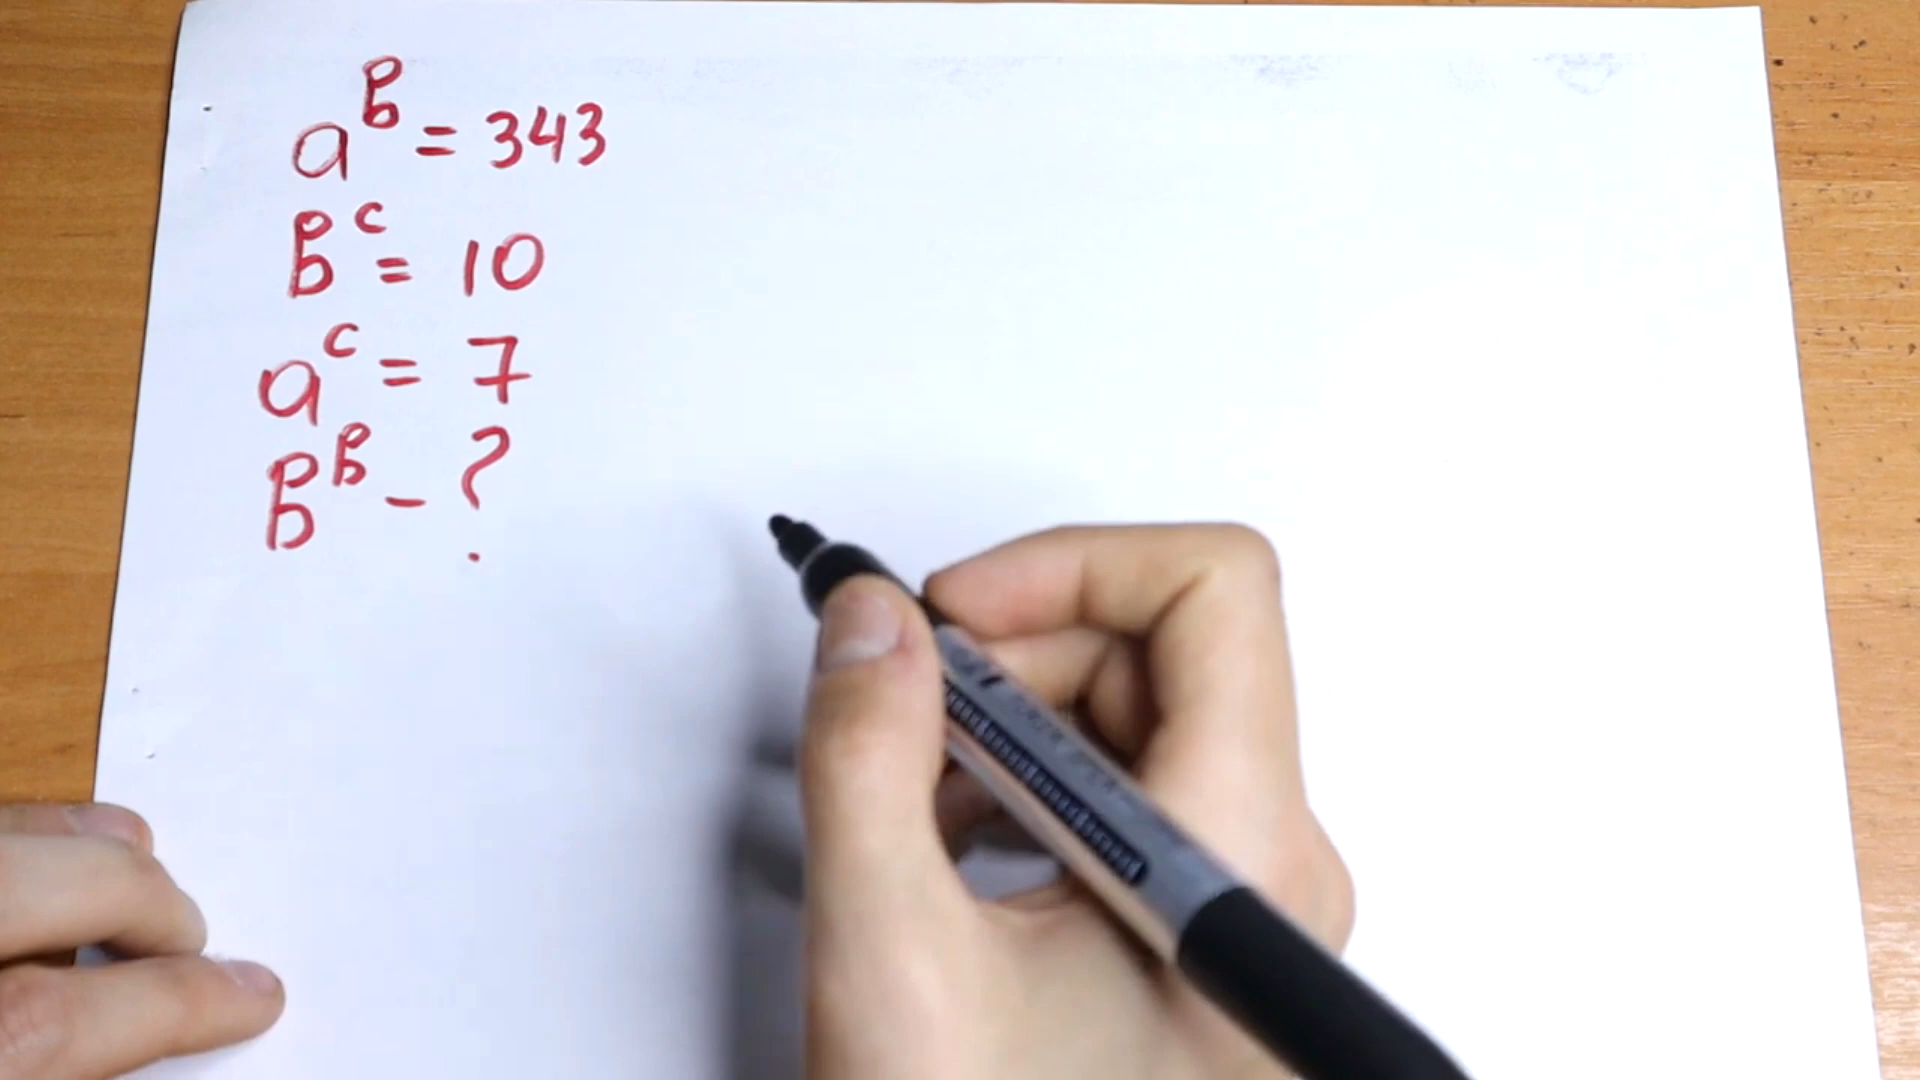 a^B = 343
B^c = 10
a^c = 7
B^B - ?